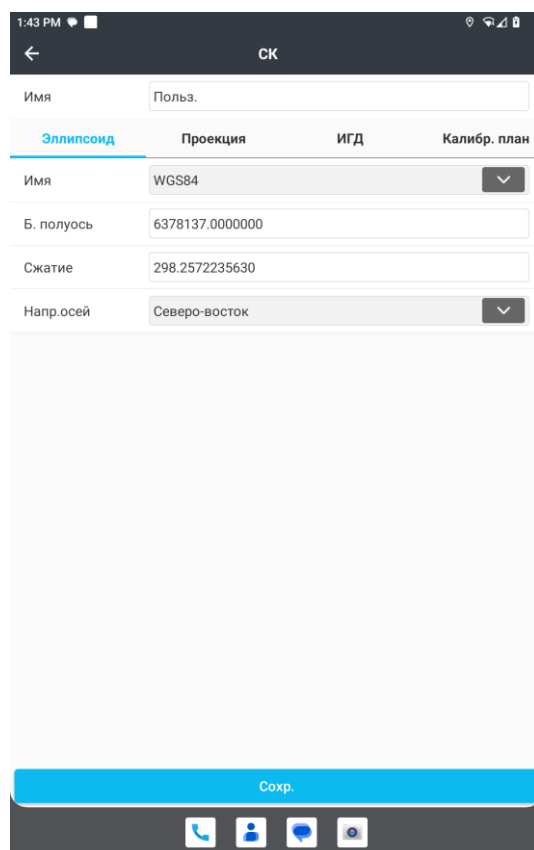 1:43 PM
СК
Имя Польз.
Эллипсоид Проекция ИГД Калибр. план
Имя WGS84
Б. полуось 6378137.0000000
Сжатие 298.2572235630
Напр.осей Северо-восток
Сохр.